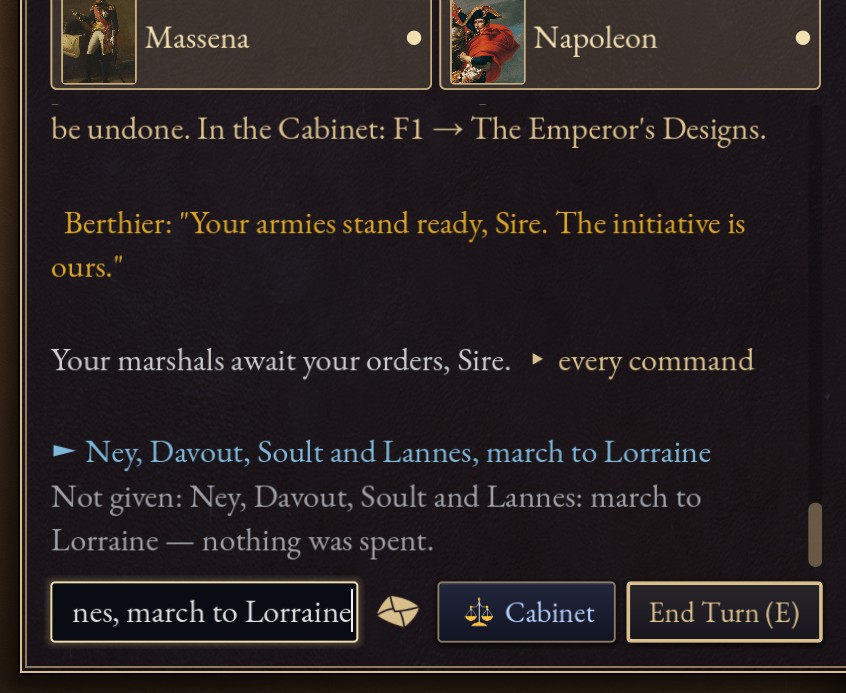 Massena
Napoleon
be undone. In the Cabinet: F1 → The Emperor's Designs.
Berthier: "Your armies stand ready, Sire. The initiative is
ours."
Your marshals await your orders, Sire. ▸ every command
► Ney, Davout, Soult and Lannes, march to Lorraine
Not given: Ney, Davout, Soult and Lannes: march to
Lorraine — nothing was spent.
nes, march to Lorraine
Cabinet
End Turn (E)